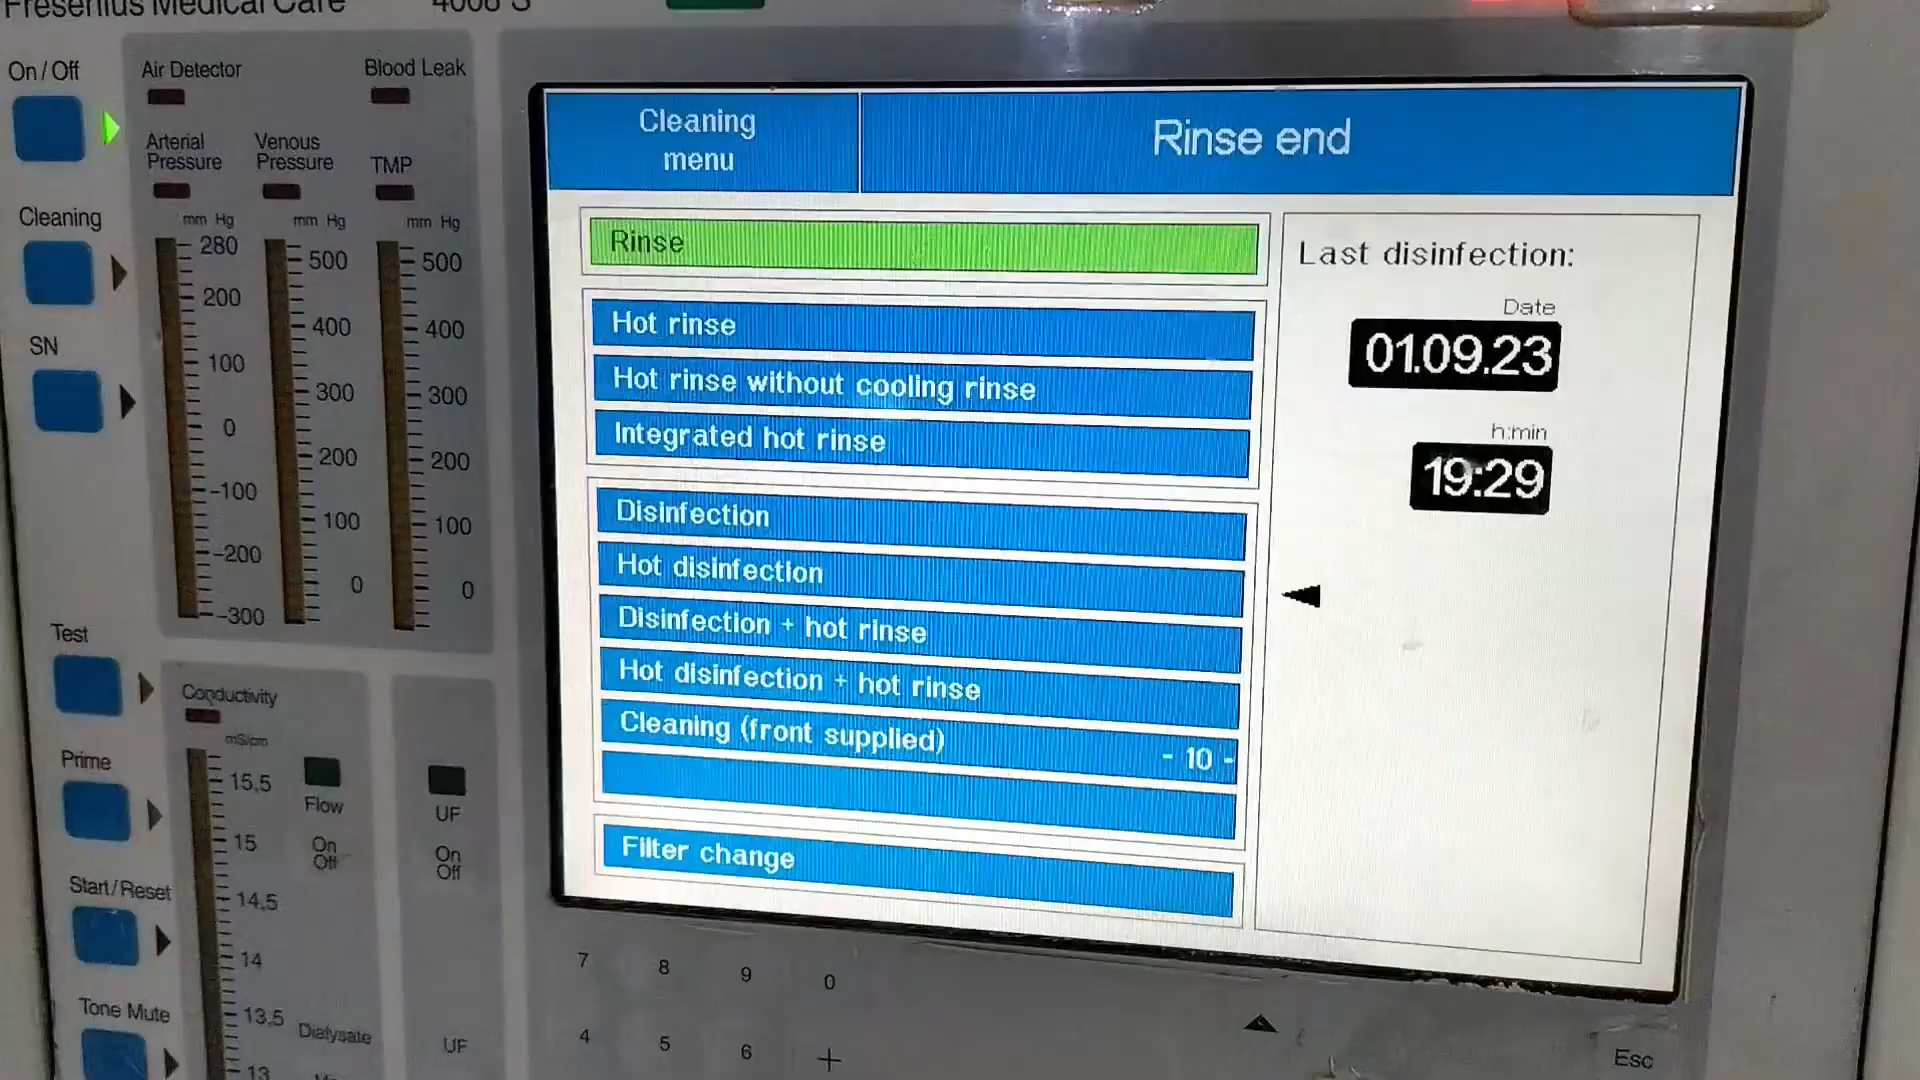 Fresenius Medical Care 4008 S
On / Off
Air Detector
Blood Leak
Arterial
Pressure
Venous
Pressure
TMP
Cleaning
mm Hg
mm Hg
mm Hg
280
200
100
0
-100
-200
-300
500
400
300
200
100
0
500
400
300
200
100
0
SN
Test
Prime
Start/Reset
Tone Mute
Conductivity
mS/cm
15,5
15
14,5
14
13,5
13
Flow
On
Off
Dialysate
UF
On
Off
UF
Cleaning
menu
Rinse end
Rinse
Hot rinse
Hot rinse without cooling rinse
Integrated hot rinse
Disinfection
Hot disinfection
Disinfection + hot rinse
Hot disinfection + hot rinse
Cleaning (front supplied)
- 10 -
Filter change
Last disinfection:
Date
01.09.23
h:min
19:29
7 8 9 0
4 5 6 +
Esc